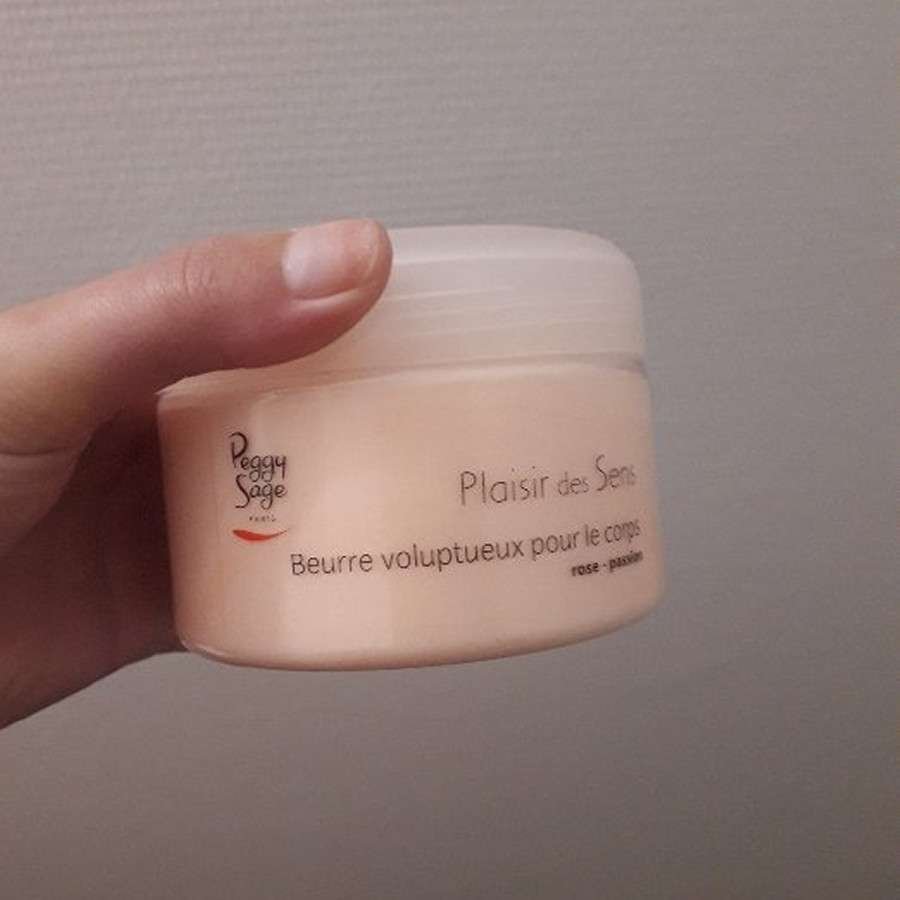 Peggy
Sage
PARIS
Plaisir des Sens
Beurre voluptueux pour le corps
rose - passion